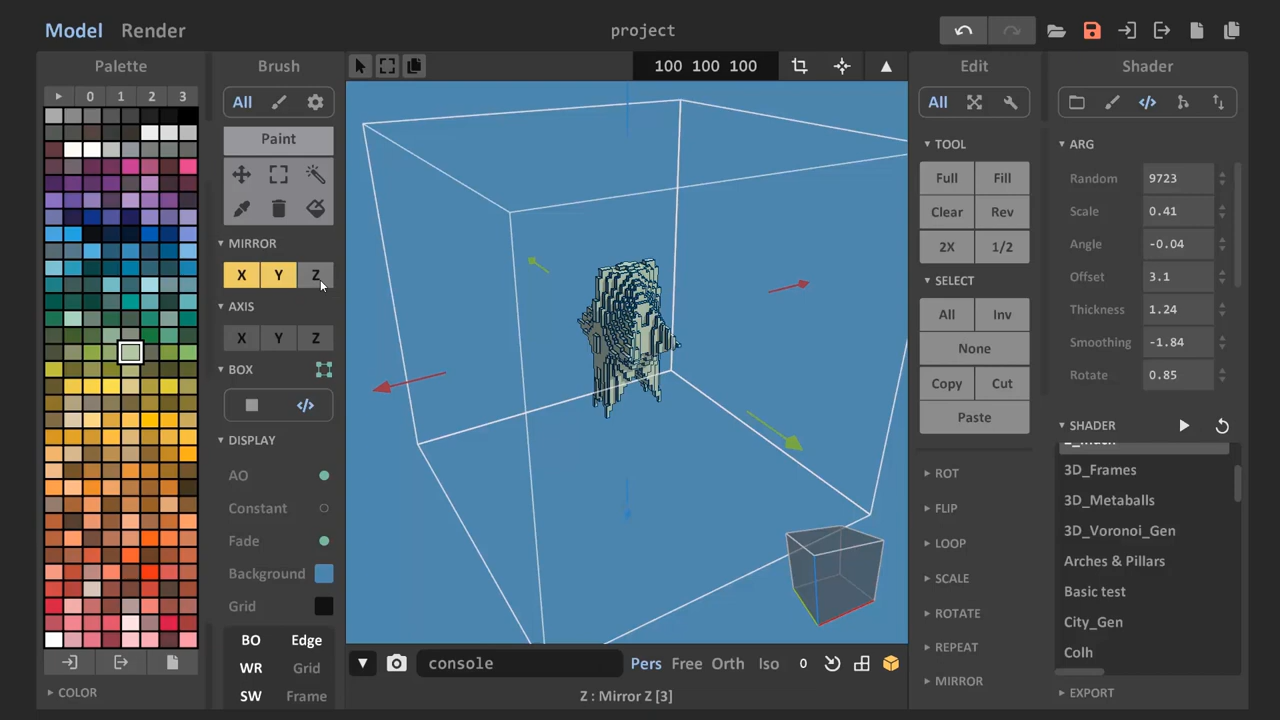 Model Render
project
Palette
0 1 2 3
COLOR
Brush
All
Paint
MIRROR
X Y Z
AXIS
X Y Z
BOX
DISPLAY
AO
Constant
Fade
Background
Grid
BO Edge
WR Grid
SW Frame
100 100 100
console
Pers Free Orth Iso 0
Z : Mirror Z [3]
Edit
All
TOOL
Full Fill
Clear Rev
2X 1/2
SELECT
All Inv
None
Copy Cut
Paste
ROT
FLIP
LOOP
SCALE
ROTATE
REPEAT
MIRROR
Shader
ARG
Random 9723
Scale 0.41
Angle -0.04
Offset 3.1
Thickness 1.24
Smoothing -1.84
Rotate 0.85
SHADER
3D_Frames
3D_Metaballs
3D_Voronoi_Gen
Arches & Pillars
Basic test
City_Gen
Colh
EXPORT